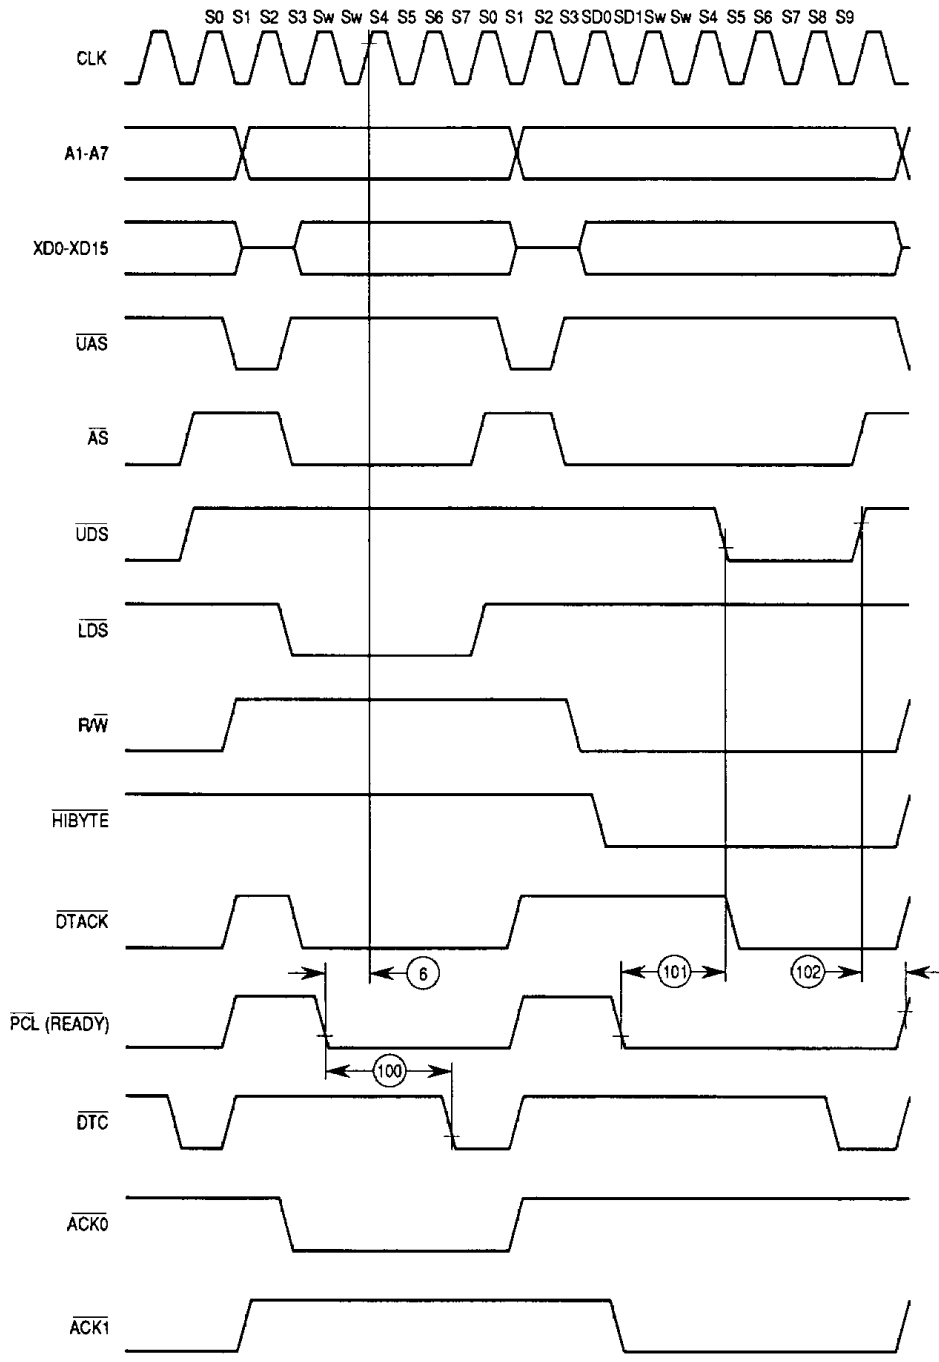 S0 S1 S2 S3 Sw Sw S4 S5 S6 S7 S0 S1 S2 S3 SD0 SD1 Sw Sw S4 S5 S6 S7 S8 S9
CLK
A1-A7
XD0-XD15
UAS
AS
UDS
LDS
R/W
HIBYTE
DTACK
6 101 102
PCL (READY)
100
DTC
ACK0
ACK1